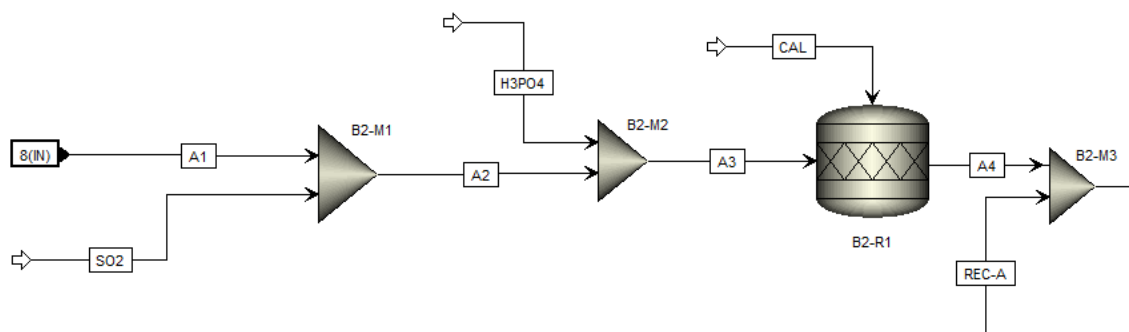 CAL
H3PO4
B2-M1
B2-M2
B2-M3
8(IN)
A1
A2
A3
A4
B2-R1
SO2
REC-A